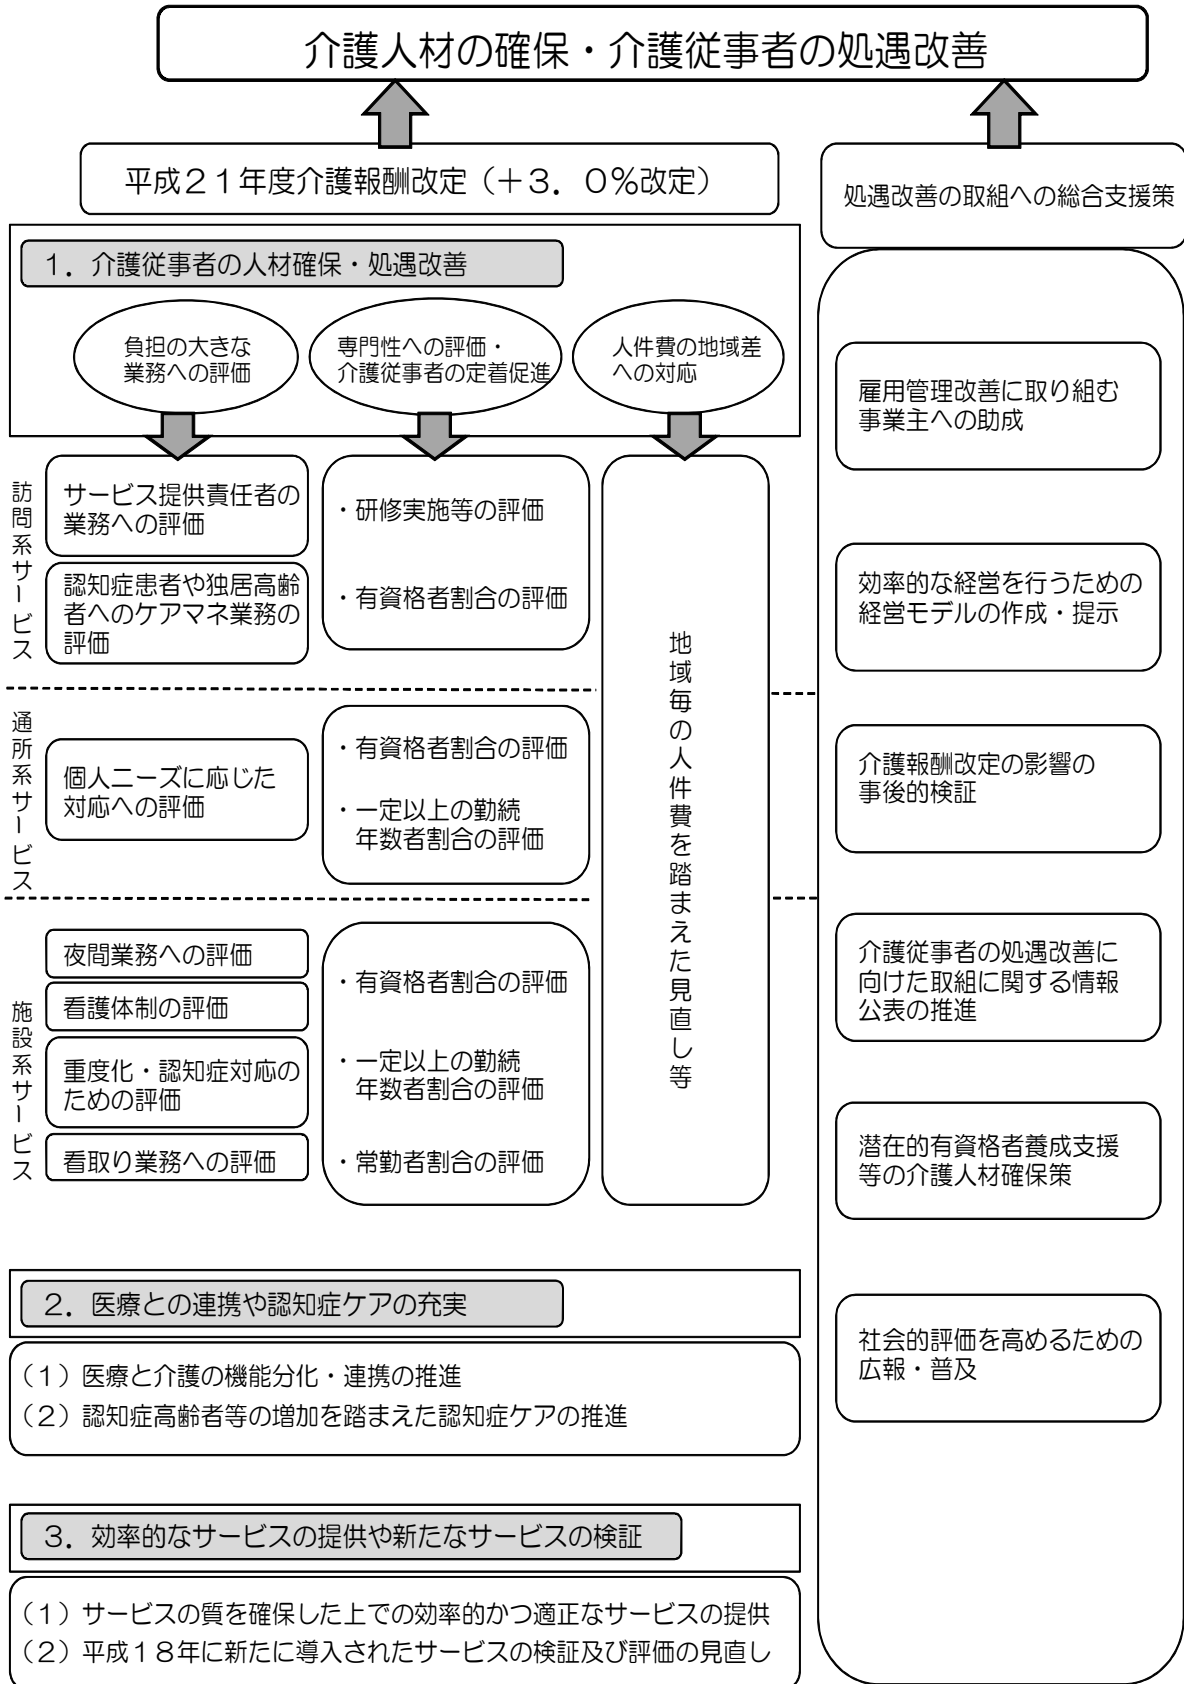 介護人材の確保・介護従事者の処遇改善
平成２１年度介護報酬改定（＋３．０％改定）
１．介護従事者の人材確保・処遇改善
負担の大きな
業務への評価
専門性への評価・
介護従事者の定着促進
人件費の地域差
への対応
訪問系サービス
サービス提供責任者の
業務への評価
認知症患者や独居高齢
者へのケアマネ業務の
評価
・研修実施等の評価
・有資格者割合の評価
通所系サービス
個人ニーズに応じた
対応への評価
・有資格者割合の評価
・一定以上の勤続
年数者割合の評価
施設系サービス
夜間業務への評価
看護体制の評価
重度化・認知症対応の
ための評価
看取り業務への評価
・有資格者割合の評価
・一定以上の勤続
年数者割合の評価
・常勤者割合の評価
地域毎の人件費を踏まえた見直し等
２．医療との連携や認知症ケアの充実
（１）医療と介護の機能分化・連携の推進
（２）認知症高齢者等の増加を踏まえた認知症ケアの推進
３．効率的なサービスの提供や新たなサービスの検証
（１）サービスの質を確保した上での効率的かつ適正なサービスの提供
（２）平成１８年に新たに導入されたサービスの検証及び評価の見直し
処遇改善の取組への総合支援策
雇用管理改善に取り組む
事業主への助成
効率的な経営を行うための
経営モデルの作成・提示
介護報酬改定の影響の
事後的検証
介護従事者の処遇改善に
向けた取組に関する情報
公表の推進
潜在的有資格者養成支援
等の介護人材確保策
社会的評価を高めるための
広報・普及